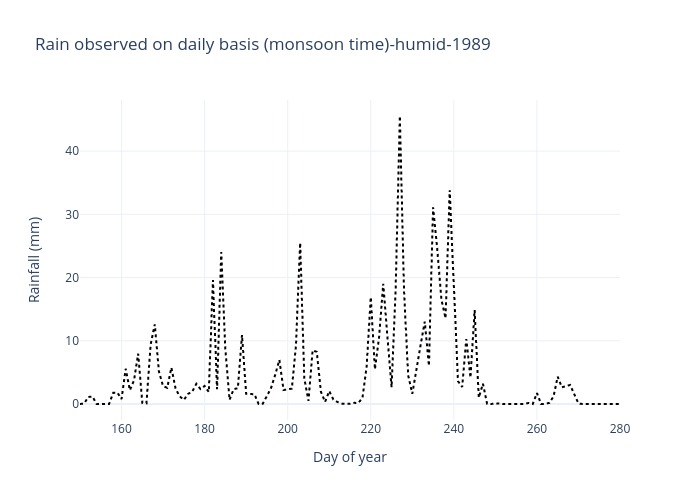 Rain observed on daily basis (monsoon time)-humid-1989
Rainfall (mm)
40
30
20
10
0
160 180 200 220 240 260 280
Day of year